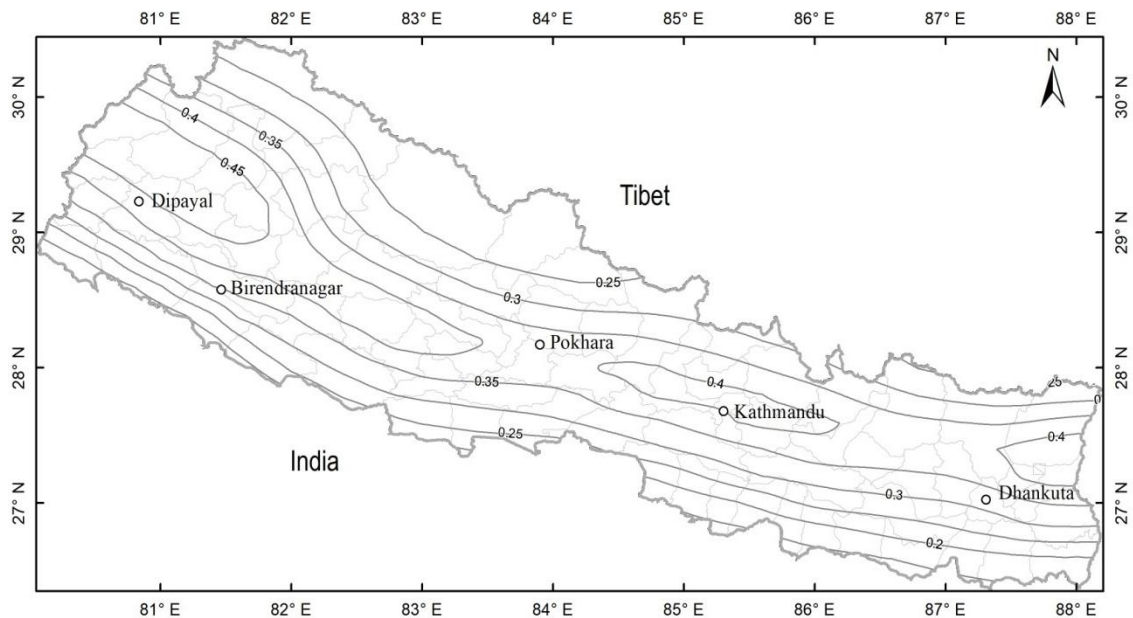 81° E 82° E 83° E 84° E 85° E 86° E 87° E 88° E
N
30° N 30° N
0.4
0.35
0.45
Dipayal
Tibet
29° N 29° N
0.25
Birendranagar
0.3
Pokhara
28° N 28° N
0.35
0.4
25
Kathmandu
0.25
0.4
India
0.3
Dhankuta
27° N 27° N
0.2
81° E 82° E 83° E 84° E 85° E 86° E 87° E 88° E